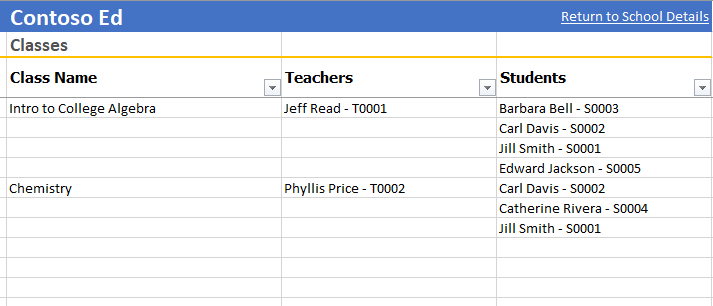 Contoso Ed Return to School Details
Classes
Class Name Teachers Students
Intro to College Algebra Jeff Read - T0001 Barbara Bell - S0003
Carl Davis - S0002
Jill Smith - S0001
Edward Jackson - S0005
Chemistry Phyllis Price - T0002 Carl Davis - S0002
Catherine Rivera - S0004
Jill Smith - S0001